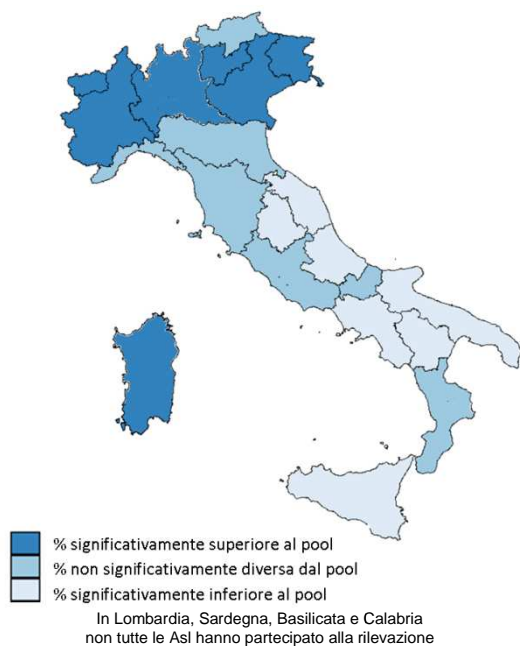 % significativamente superiore al pool
% non significativamente diversa dal pool
% significativamente inferiore al pool
In Lombardia, Sardegna, Basilicata e Calabria
non tutte le Asl hanno partecipato alla rilevazione